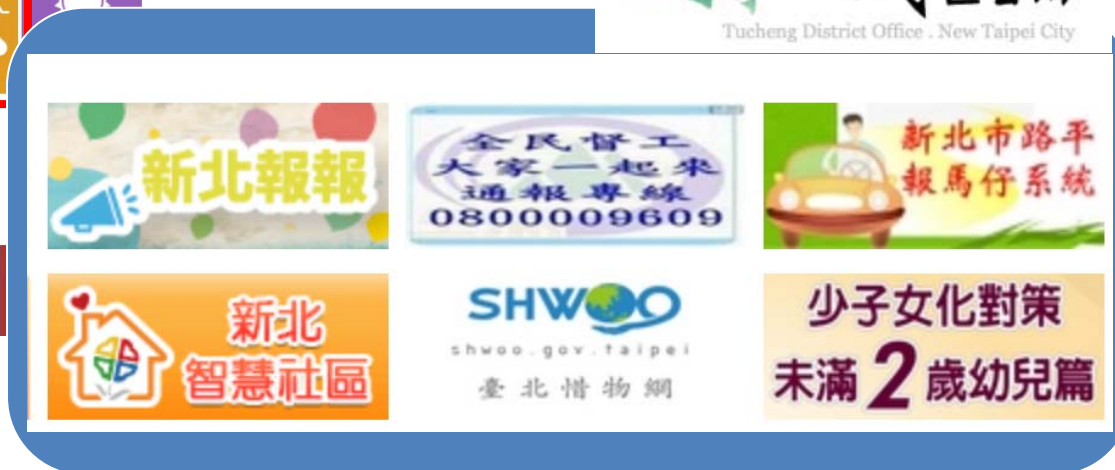 Tucheng District Office . New Taipei City
新北報報
全民督工
大家一起來
通報專線
0800009609
新北市路平
報馬仔系統
新北
智慧社區
SHWOO
shwoo.gov.taipei
臺北惜物網
少子女化對策
未滿2歲幼兒篇